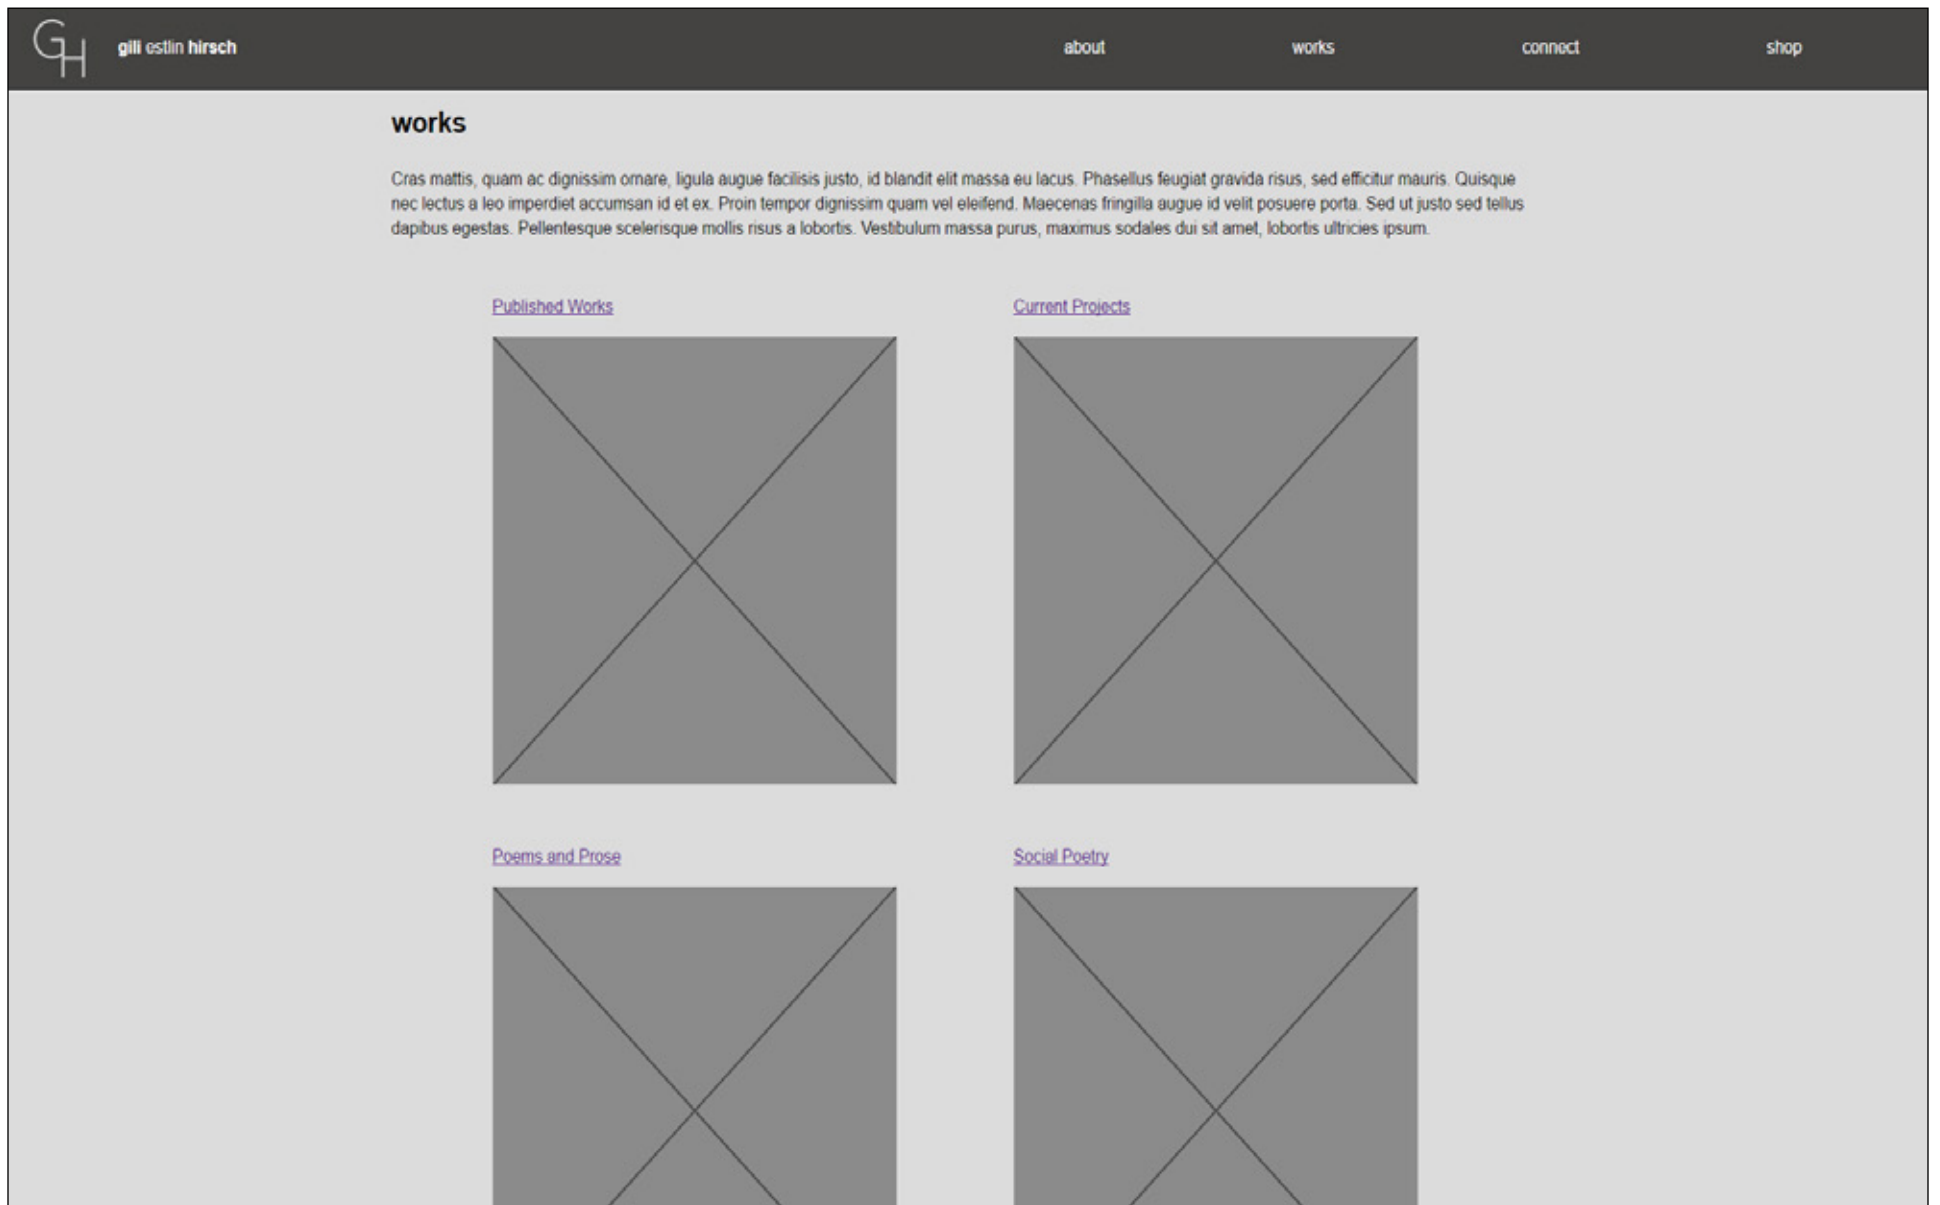 GH
gili estlin hirsch
about
works
connect
shop
works
Cras mattis, quam ac dignissim ornare, ligula augue facilisis justo, id blandit elit massa eu lacus. Phasellus feugiat gravida risus, sed efficitur mauris. Quisque
nec lectus a leo imperdiet accumsan id et ex. Proin tempor dignissim quam vel eleifend. Maecenas fringilla augue id velit posuere porta. Sed ut justo sed tellus
dapibus egestas. Pellentesque scelerisque mollis risus a lobortis. Vestibulum massa purus, maximus sodales dui sit amet, lobortis ultricies ipsum.
Published Works
Current Projects
Poems and Prose
Social Poetry